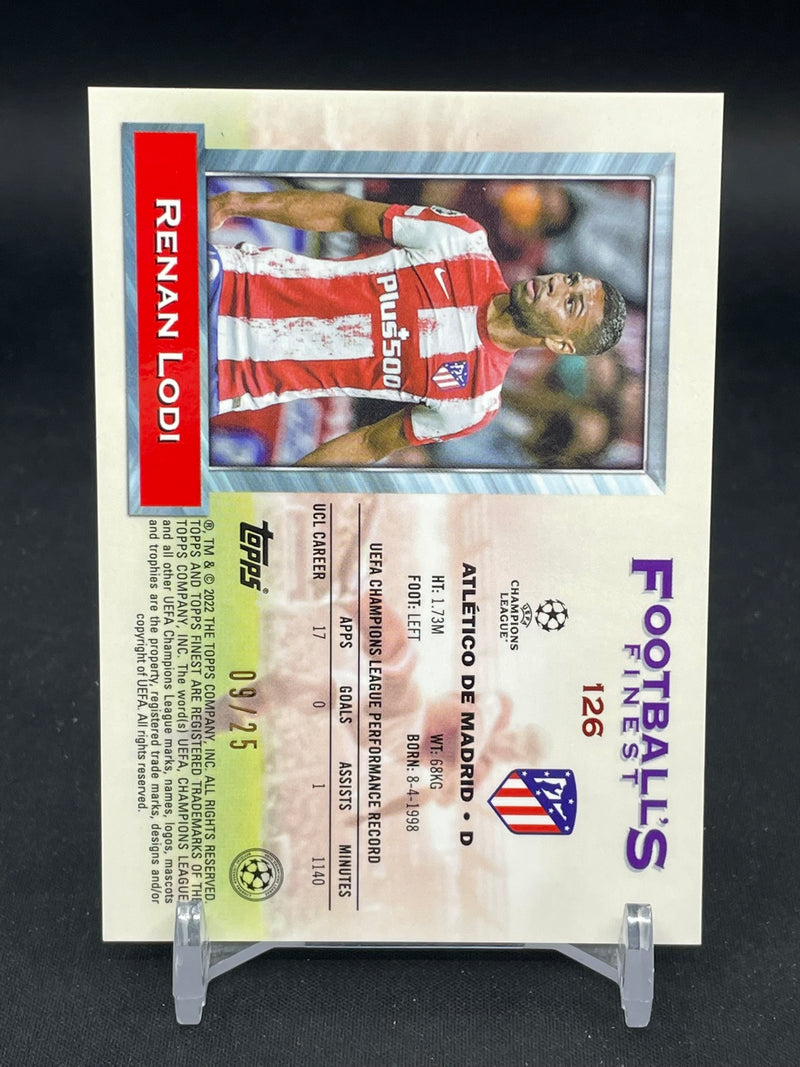 FOOTBALL'S
FINEST
126
UEFA
CHAMPIONS
LEAGUE®
ATLÉTICO DE MADRID • D
HT: 1.73M WT: 68KG
FOOT: LEFT BORN: 8-4-1998
UEFA CHAMPIONS LEAGUE PERFORMANCE RECORD
APPS GOALS ASSISTS MINUTES
UCL CAREER 17 0 1 1140
Plus500
RENAN LODI
topps®
09/25
®, TM & © 2022 THE TOPPS COMPANY, INC. ALL RIGHTS RESERVED.
TOPPS AND TOPPS FINEST ARE REGISTERED TRADEMARKS OF THE
TOPPS COMPANY, INC. The word(s) UEFA, CHAMPIONS LEAGUE
and all other UEFA Champions League marks, names, logos, mascots
and trophies are the property, registered trade marks, designs and/or
copyright of UEFA. All rights reserved.